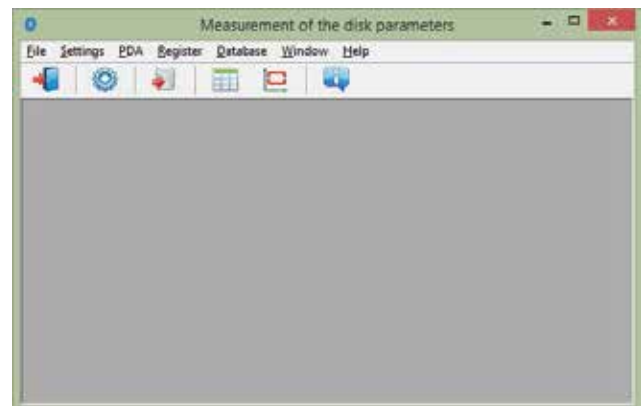 Measurement of the disk parameters
File Settings PDA Register Database Window Help